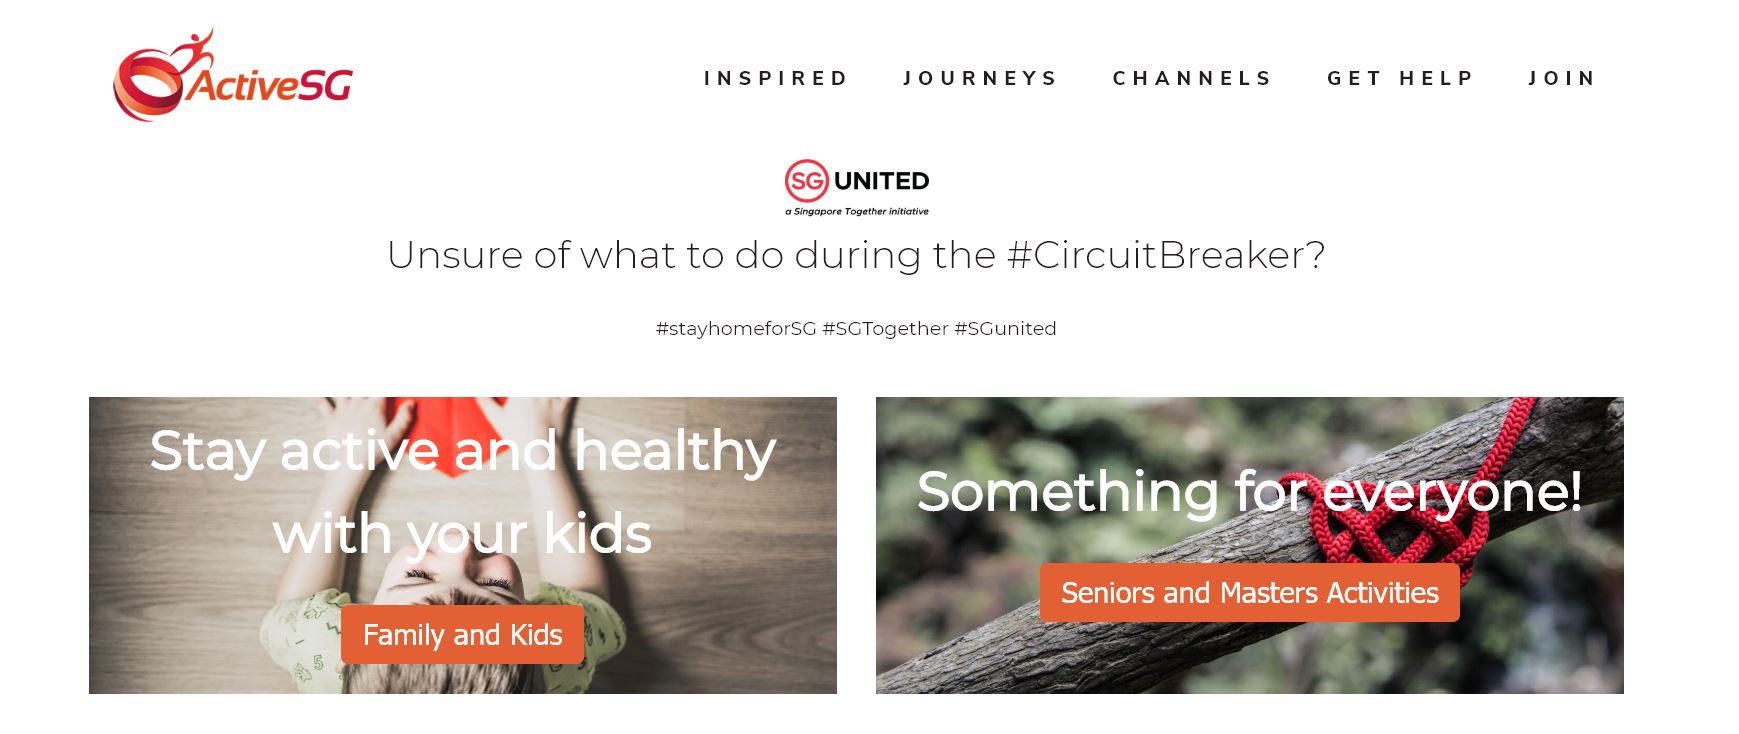 ActiveSG
INSPIRED JOURNEYS CHANNELS GET HELP JOIN
SG UNITED
a Singapore Together initiative
Unsure of what to do during the #CircuitBreaker?
#stayhomeforSG #SGTogether #SGunited
Stay active and healthy
with your kids
Family and Kids
Something for everyone!
Seniors and Masters Activities
5